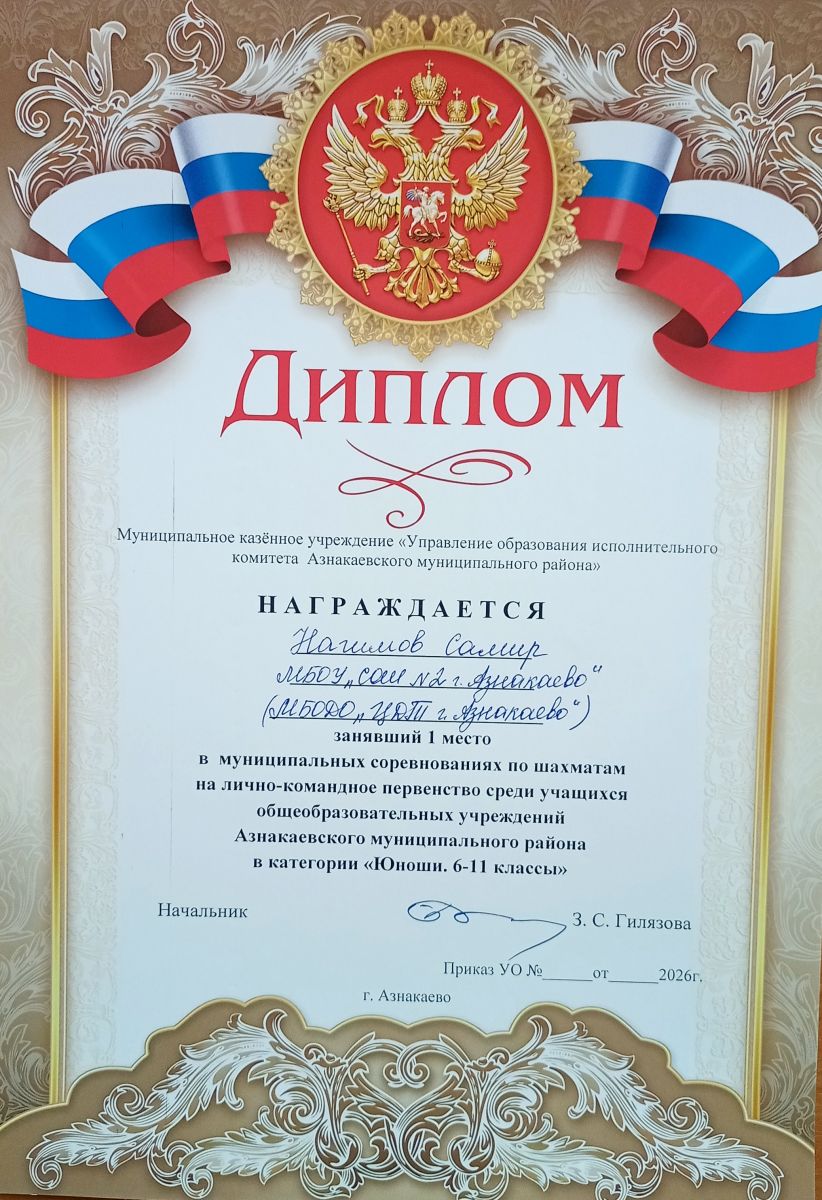 Диплом
Муниципальное казённое учреждение «Управление образования исполнительного
комитета Азнакаевского муниципального района»
НАГРАЖДАЕТСЯ
Нагимов Самир
МБОУ „СОШ №2 г. Азнакаево"
(МБОДО „ЦДТ г. Азнакаево")
занявший 1 место
в муниципальных соревнованиях по шахматам
на лично-командное первенство среди учащихся
общеобразовательных учреждений
Азнакаевского муниципального района
в категории «Юноши. 6-11 классы»
Начальник З. С. Гилязова
Приказ УО №______от______2026г.
г. Азнакаево